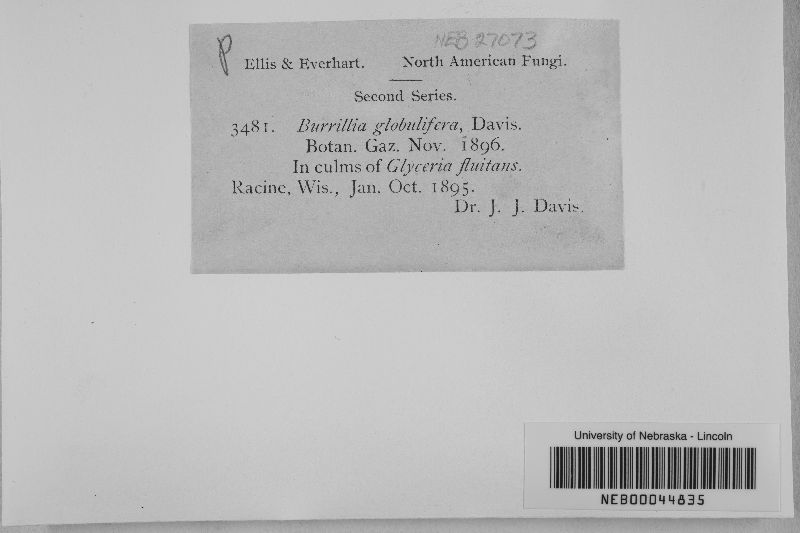 NEB 27073
P Ellis & Everhart. North American Fungi.
Second Series.
3481. Burrillia globulifera, Davis.
Botan. Gaz. Nov. 1896.
In culms of Glyceria fluitans.
Racine, Wis., Jan. Oct. 1895.
Dr. J. J. Davis.
University of Nebraska - Lincoln
NEB00044835